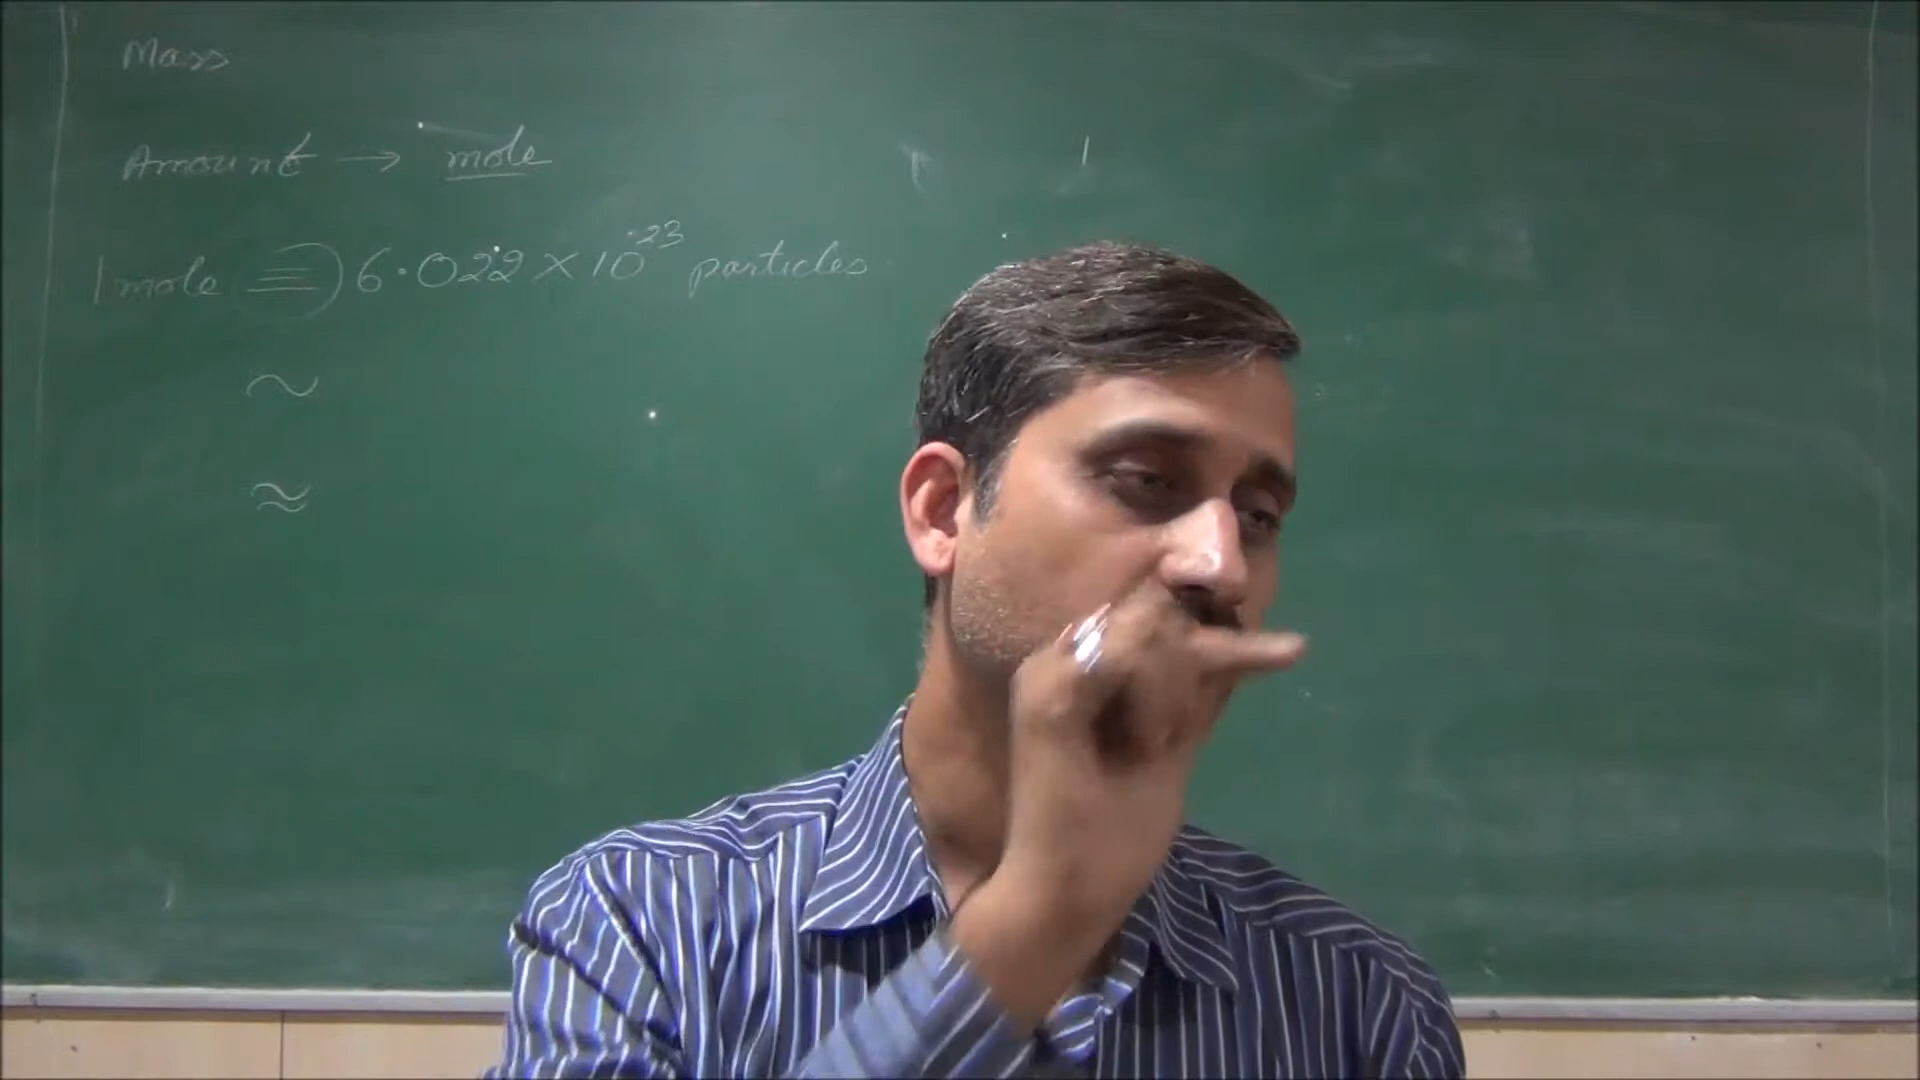 Mass
Amount → mole
1 mole ≡ 6.022 × 10²³ particles
~
≈